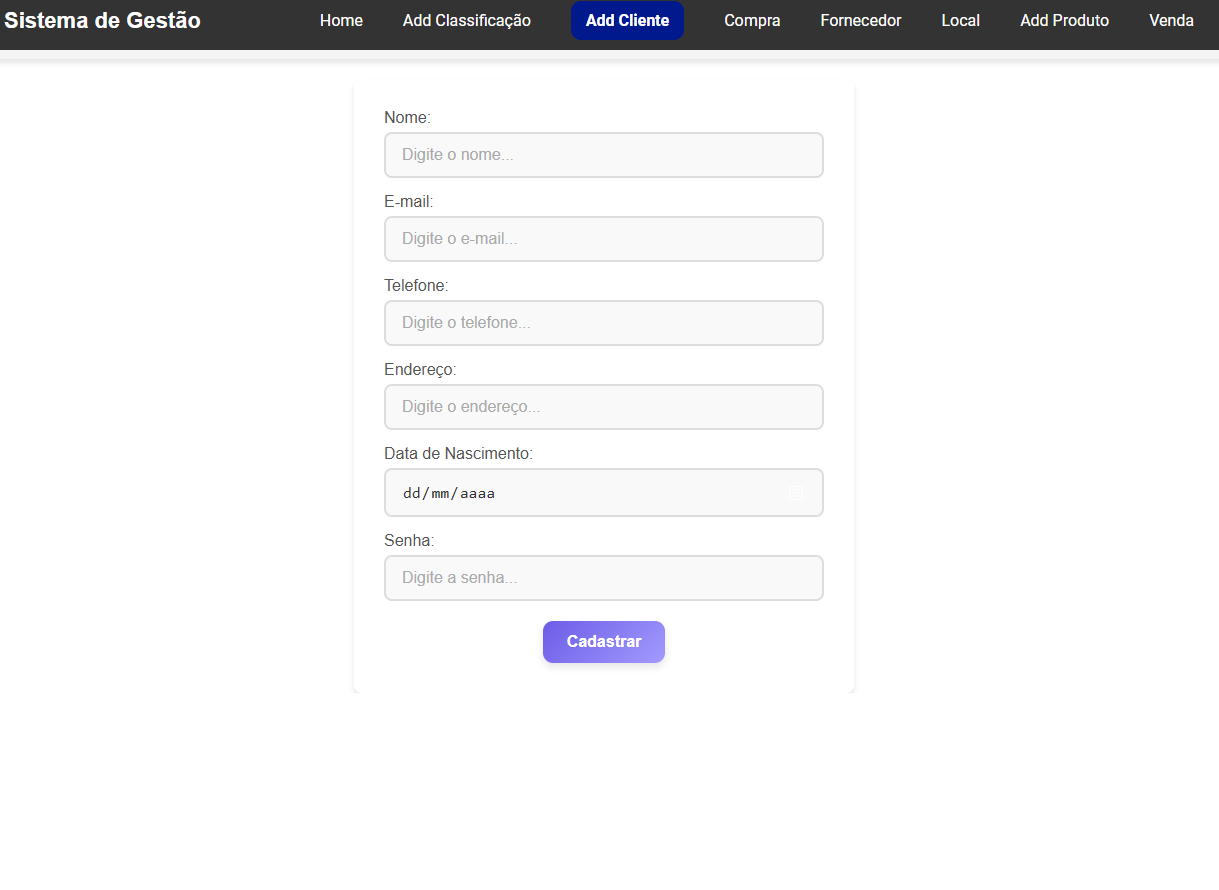 Sistema de Gestão Home Add Classificação Add Cliente Compra Fornecedor Local Add Produto Venda
Nome:
Digite o nome...
E-mail:
Digite o e-mail...
Telefone:
Digite o telefone...
Endereço:
Digite o endereço...
Data de Nascimento:
dd/mm/aaaa
Senha:
Digite a senha...
Cadastrar